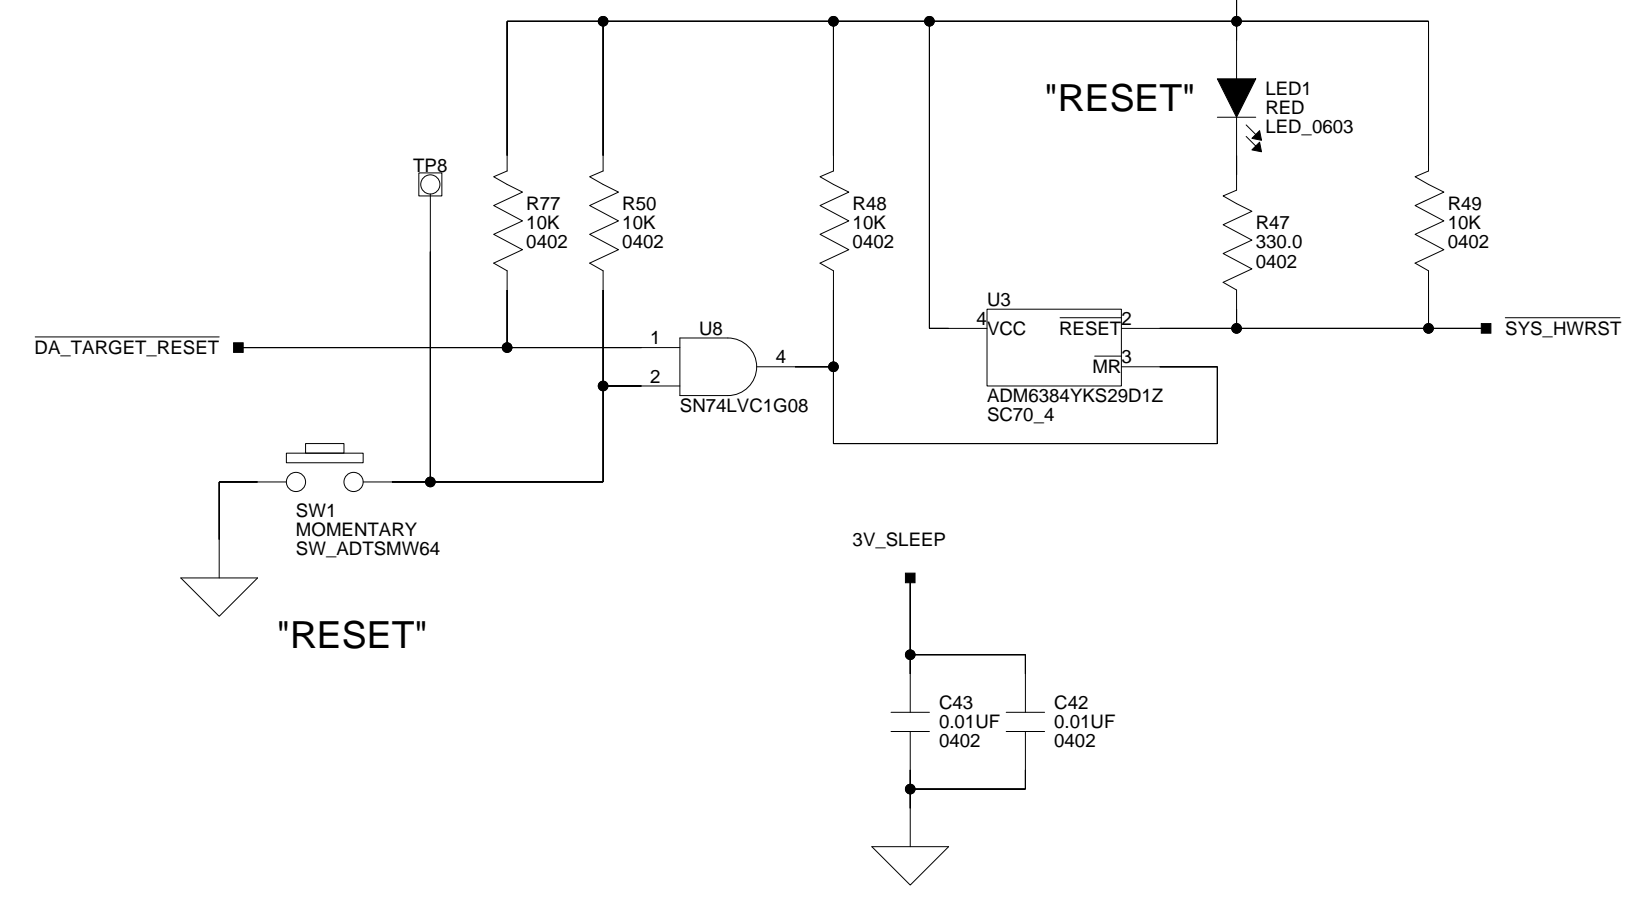 "RESET"
LED1
RED
LED_0603
TP8
R77
10K
0402
R50
10K
0402
R48
10K
0402
R47
330.0
0402
R49
10K
0402
DA_TARGET_RESET
1
2
U8
4
SN74LVC1G08
U3
4
VCC
RESET
2
MR
3
ADM6384YKS29D1Z
SC70_4
SYS_HWRST
SW1
MOMENTARY
SW_ADTSMW64
"RESET"
3V_SLEEP
C43
0.01UF
0402
C42
0.01UF
0402